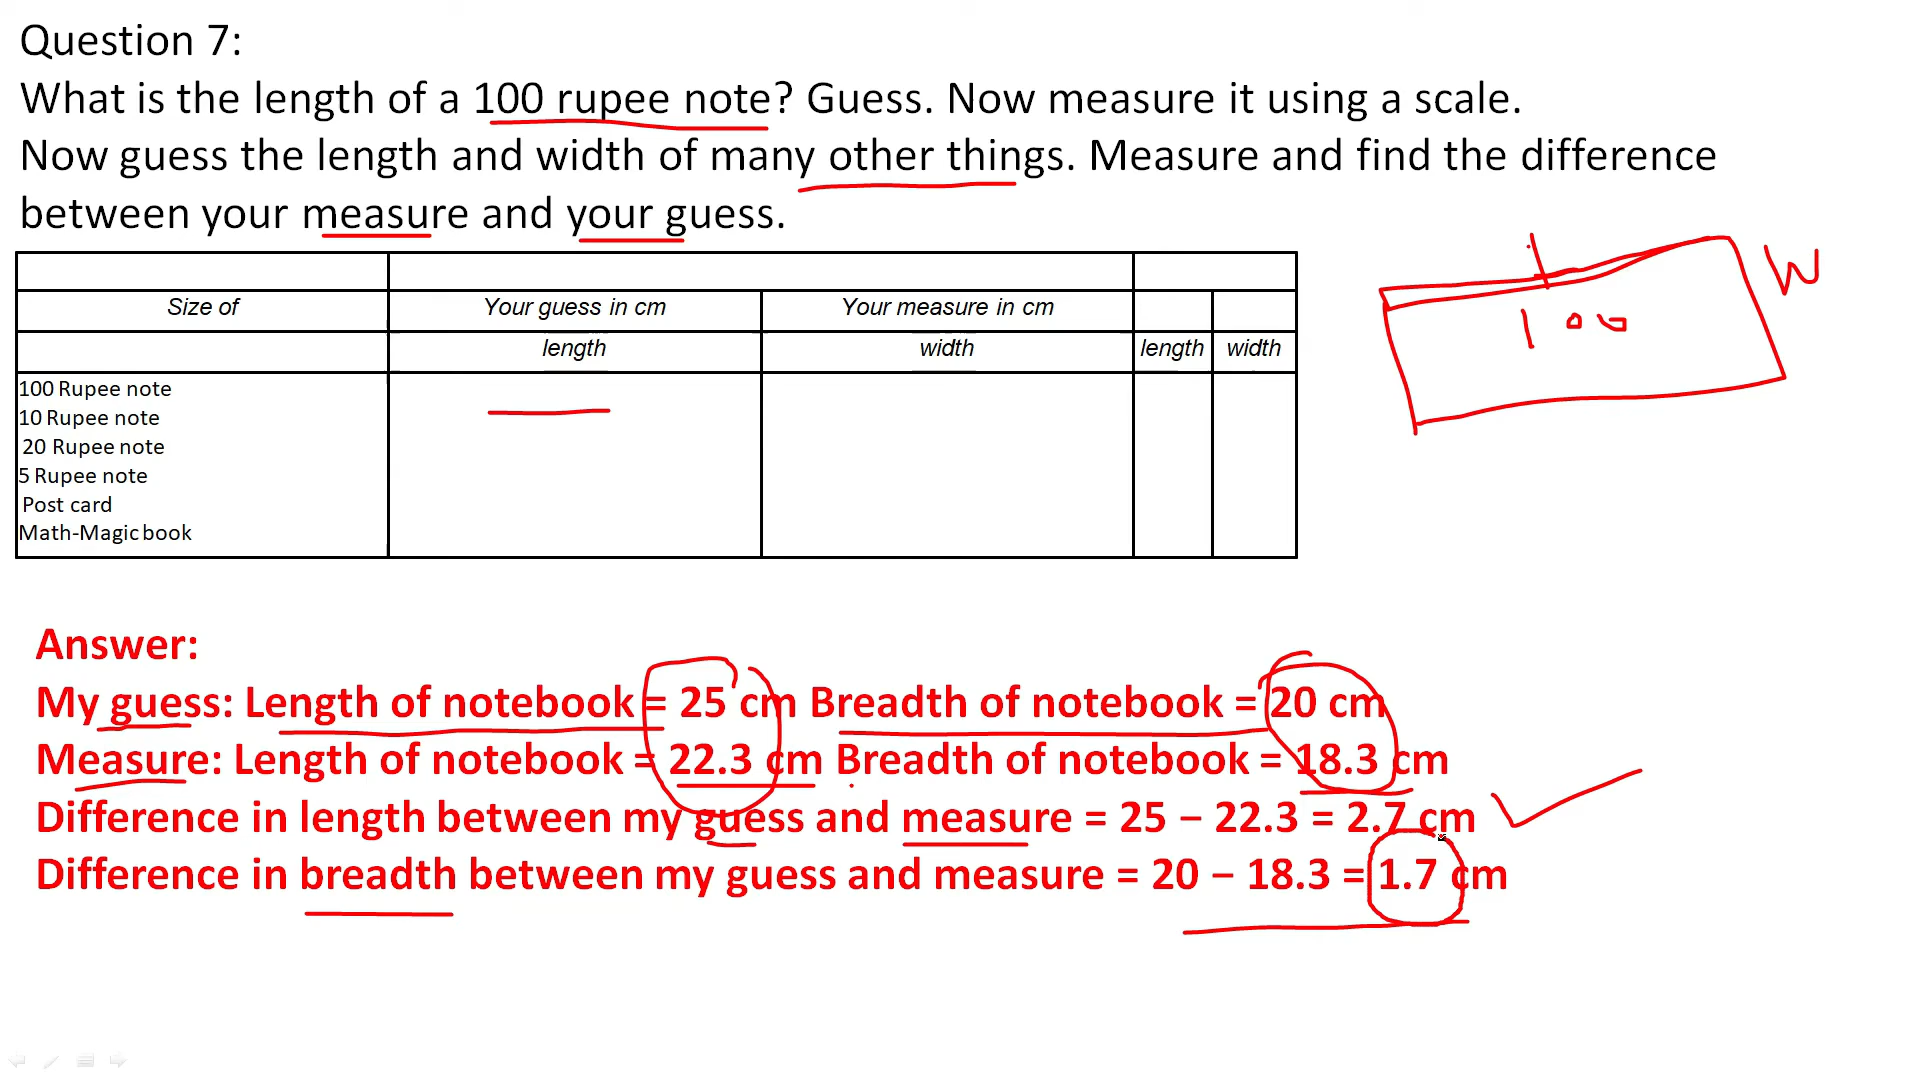 Question 7:
What is the length of a 100 rupee note? Guess. Now measure it using a scale.
Now guess the length and width of many other things. Measure and find the difference
between your measure and your guess.
Size of Your guess in cm Your measure in cm
length width length width
100 Rupee note
10 Rupee note
20 Rupee note
5 Rupee note
Post card
Math-Magic book
W
100
Answer:
My guess: Length of notebook = 25 cm Breadth of notebook = 20 cm
Measure: Length of notebook = 22.3 cm Breadth of notebook = 18.3 cm
Difference in length between my guess and measure = 25 – 22.3 = 2.7 cm
Difference in breadth between my guess and measure = 20 – 18.3 = 1.7 cm